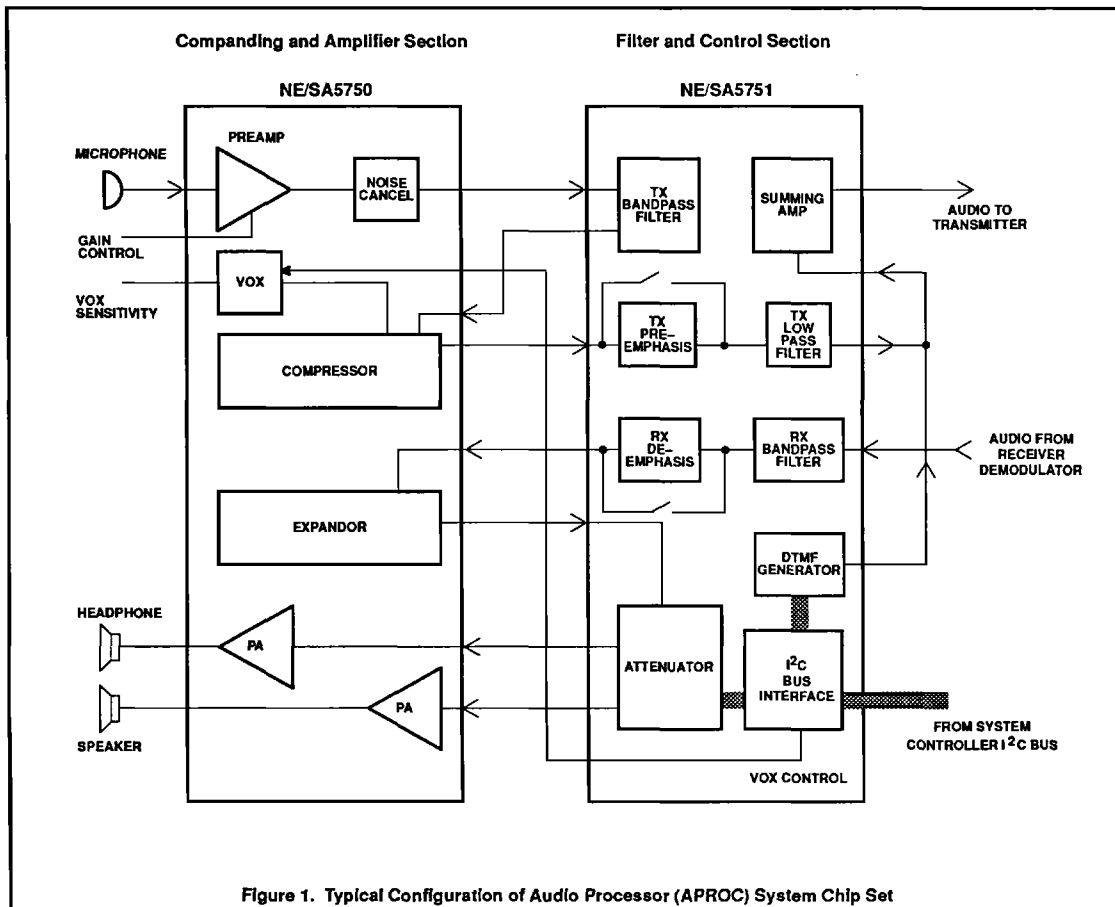 Companding and Amplifier Section
Filter and Control Section
NE/SA5750
NE/SA5751
MICROPHONE
PREAMP
NOISE
CANCEL
TX
BANDPASS
FILTER
SUMMING
AMP
AUDIO TO
TRANSMITTER
GAIN
CONTROL
VOX
VOX
SENSITIVITY
COMPRESSOR
TX
PRE–
EMPHASIS
TX
LOW
PASS
FILTER
RX
DE–
EMPHASIS
RX
BANDPASS
FILTER
AUDIO FROM
RECEIVER
DEMODULATOR
EXPANDOR
DTMF
GENERATOR
HEADPHONE
PA
ATTENUATOR
I²C
BUS
INTERFACE
PA
SPEAKER
FROM SYSTEM
CONTROLLER I²C BUS
VOX CONTROL
Figure 1. Typical Configuration of Audio Processor (APROC) System Chip Set